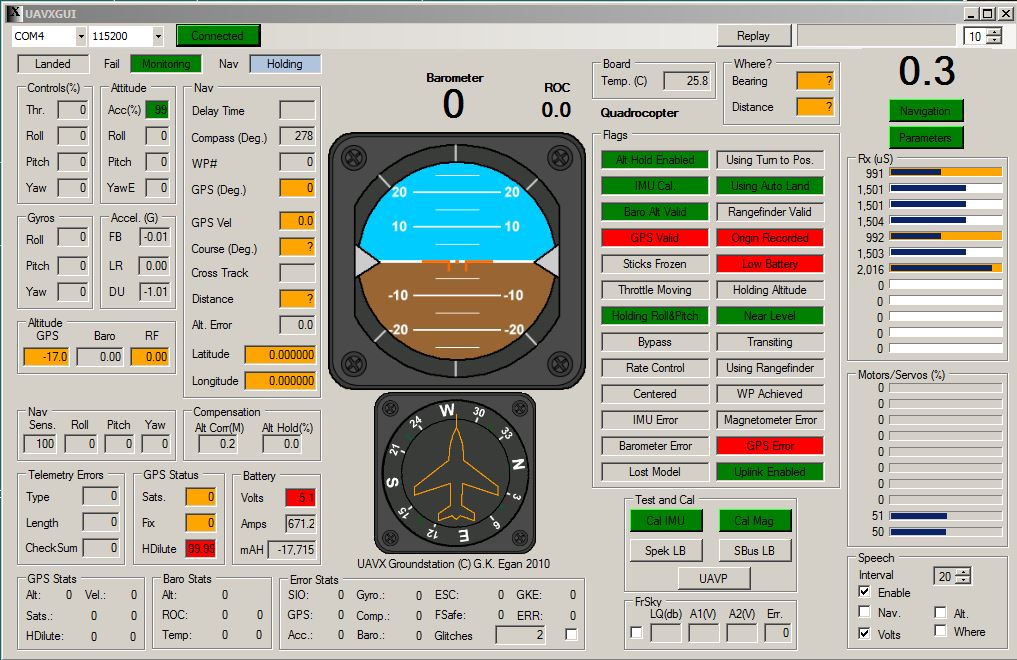 UAVXGUI
COM4 115200 Connected Replay 10
Landed Fail Monitoring Nav Holding
Controls(%)
Thr. 0
Roll 0
Pitch 0
Yaw 0
Attitude
Acc(%) 99
Roll 0
Pitch 0
YawE 0
Gyros
Roll 0
Pitch 0
Yaw 0
Accel. (G)
FB -0.01
LR 0.00
DU -1.01
Altitude
GPS Baro RF
-17.0 0.00 0.00
Nav
Delay Time
Compass (Deg.) 278
WP# 0
GPS (Deg.) 0
GPS Vel 0.0
Course (Deg.) ?
Cross Track
Distance ?
Alt. Error 0.0
Latitude 0.000000
Longitude 0.000000
Nav
Sens. Roll Pitch Yaw
100 0 0 0
Compensation
Alt Corr(M) Alt Hold(%)
0.2 0.0
Telemetry Errors
Type 0
Length 0
CheckSum 0
GPS Status
Sats. 0
Fix 0
HDilute 99.99
Battery
Volts 5.1
Amps 671.2
mAH -17,715
GPS Stats
Alt: 0 Vel.: 0
Sats.: 0 0
HDilute: 0 0
Baro Stats
Alt: 0
ROC: 0 0
Temp: 0 0
Error Stats
SIO: 0 Gyro.: 0 ESC: 0 GKE: 0
GPS: 0 Comp.: 0 FSafe: 0 ERR: 0
Acc.: 0 Baro.: 0 Glitches 2
Barometer
0
ROC
0.0
20 20
10 10
-10 -10
-20 -20
W 30 33 N 3 6 E 12 15 S 21 24
UAVX Groundstation (C) G.K. Egan 2010
Board
Temp. (C) 25.8
Where?
Bearing ?
Distance ?
Quadrocopter
Flags
Alt Hold Enabled Using Turn to Pos.
IMU Cal. Using Auto Land
Baro Alt Valid Rangefinder Valid
GPS Valid Origin Recorded
Sticks Frozen Low Battery
Throttle Moving Holding Altitude
Holding Roll&Pitch Near Level
Bypass Transiting
Rate Control Using Rangefinder
Centered WP Achieved
IMU Error Magnetometer Error
Barometer Error GPS Error
Lost Model Uplink Enabled
Test and Cal
Cal IMU Cal Mag
Spek LB SBus LB
UAVP
FrSky
LQ(db) A1(V) A2(V) Err.
0
0.3
Navigation
Parameters
Rx (uS)
991
1,501
1,501
1,504
992
1,503
2,016
0
0
0
0
0
Motors/Servos (%)
0
0
0
0
0
0
0
0
51
50
Speech
Interval 20
Enable
Nav. Alt.
Volts Where